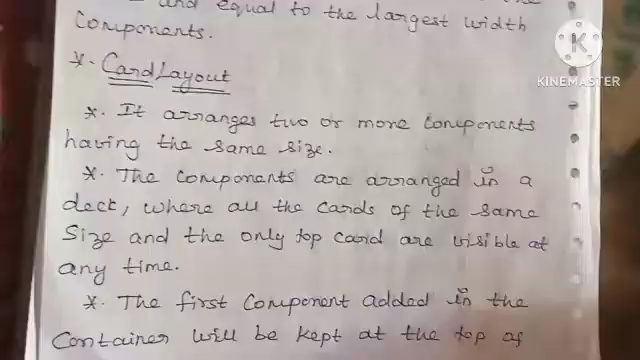 and equal to the largest width
Components.
*. CardLayout
*. It arranges two or more components
having the same size.
*. The components are arranged in a
deck, where all the cards of the same
size and the only top card are visible at
any time.
*. The first component added in the
Container will be kept at the top of
KINEMASTER